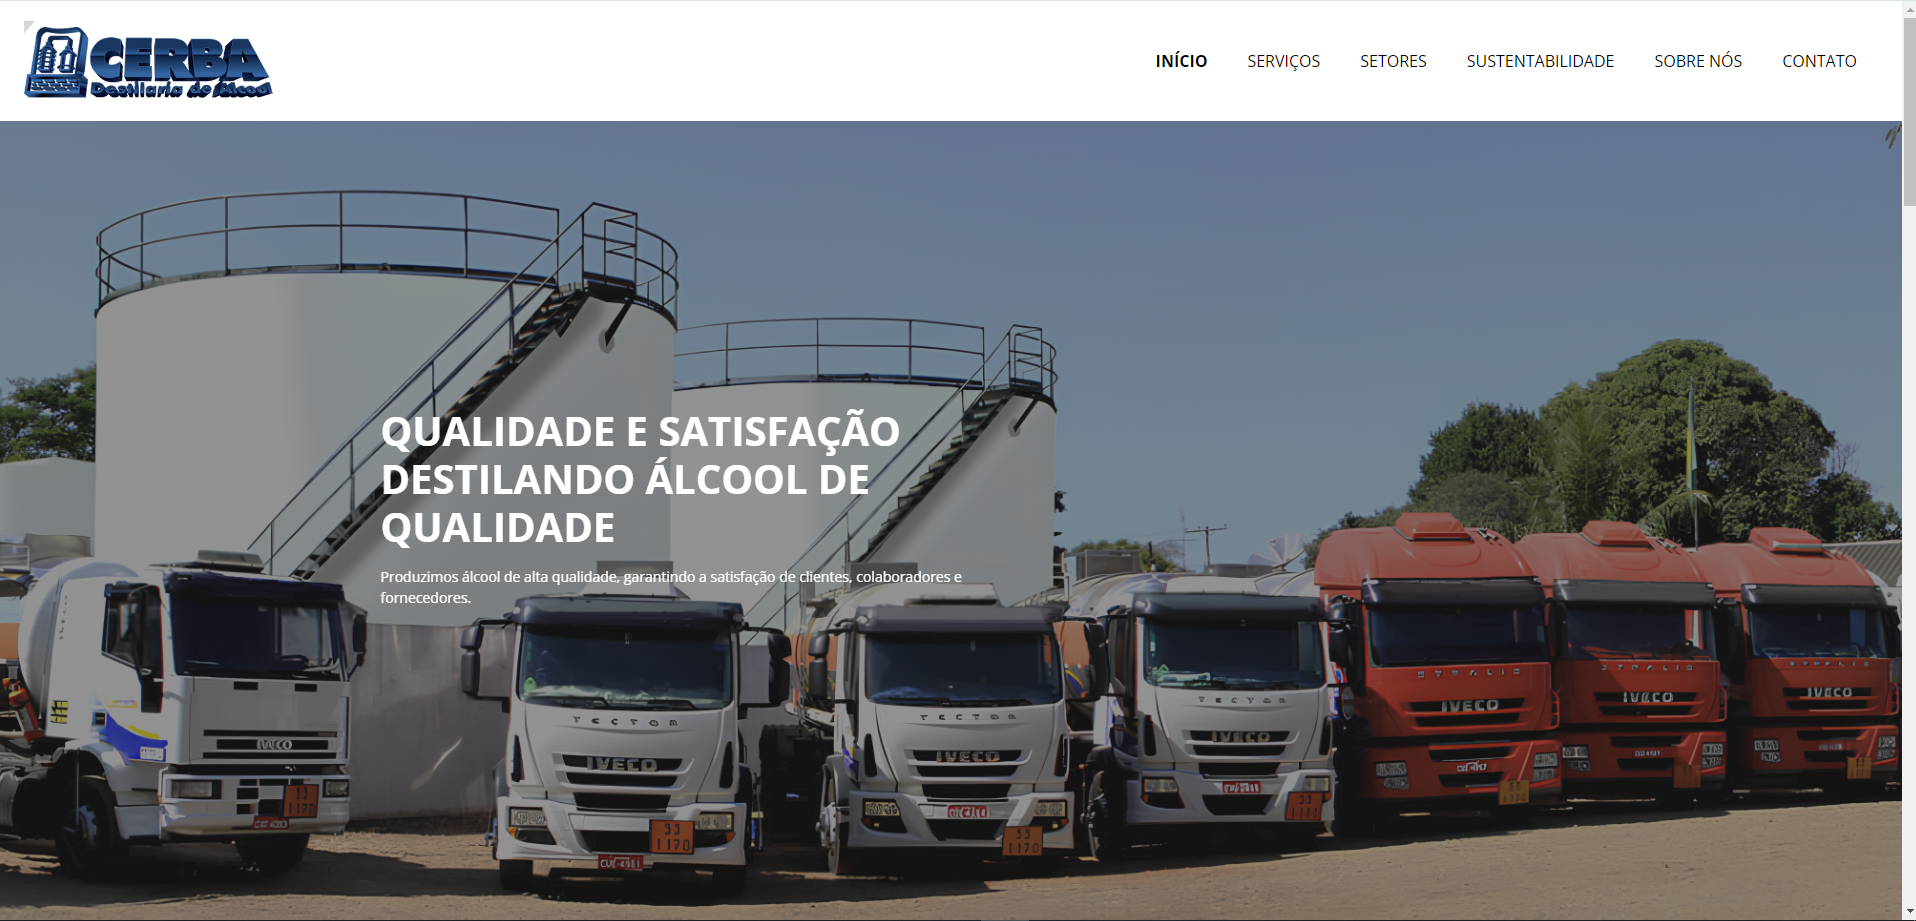 CERBA
Destilaria de Álcool
INÍCIO
SERVIÇOS
SETORES
SUSTENTABILIDADE
SOBRE NÓS
CONTATO
QUALIDADE E SATISFAÇÃO
DESTILANDO ÁLCOOL DE
QUALIDADE
Produzimos álcool de alta qualidade, garantindo a satisfação de clientes, colaboradores e
fornecedores.
STRALIS
STRALIS
STRALIS
IVECO
IVECO
IVECO
TECTOR
TECTOR
TECTOR
IVECO
IVECO
IVECO
IVECO
33
1170
33
1170
33
1170